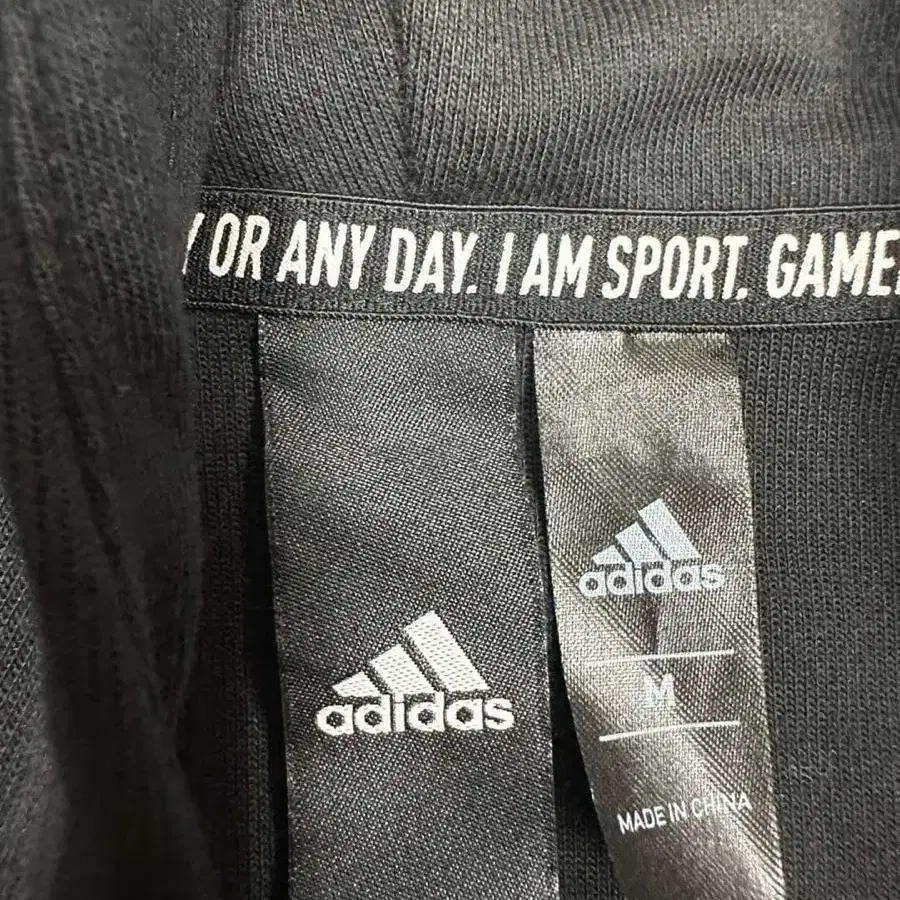 OR ANY DAY. I AM SPORT. GAME
adidas
adidas
M
MADE IN CHINA